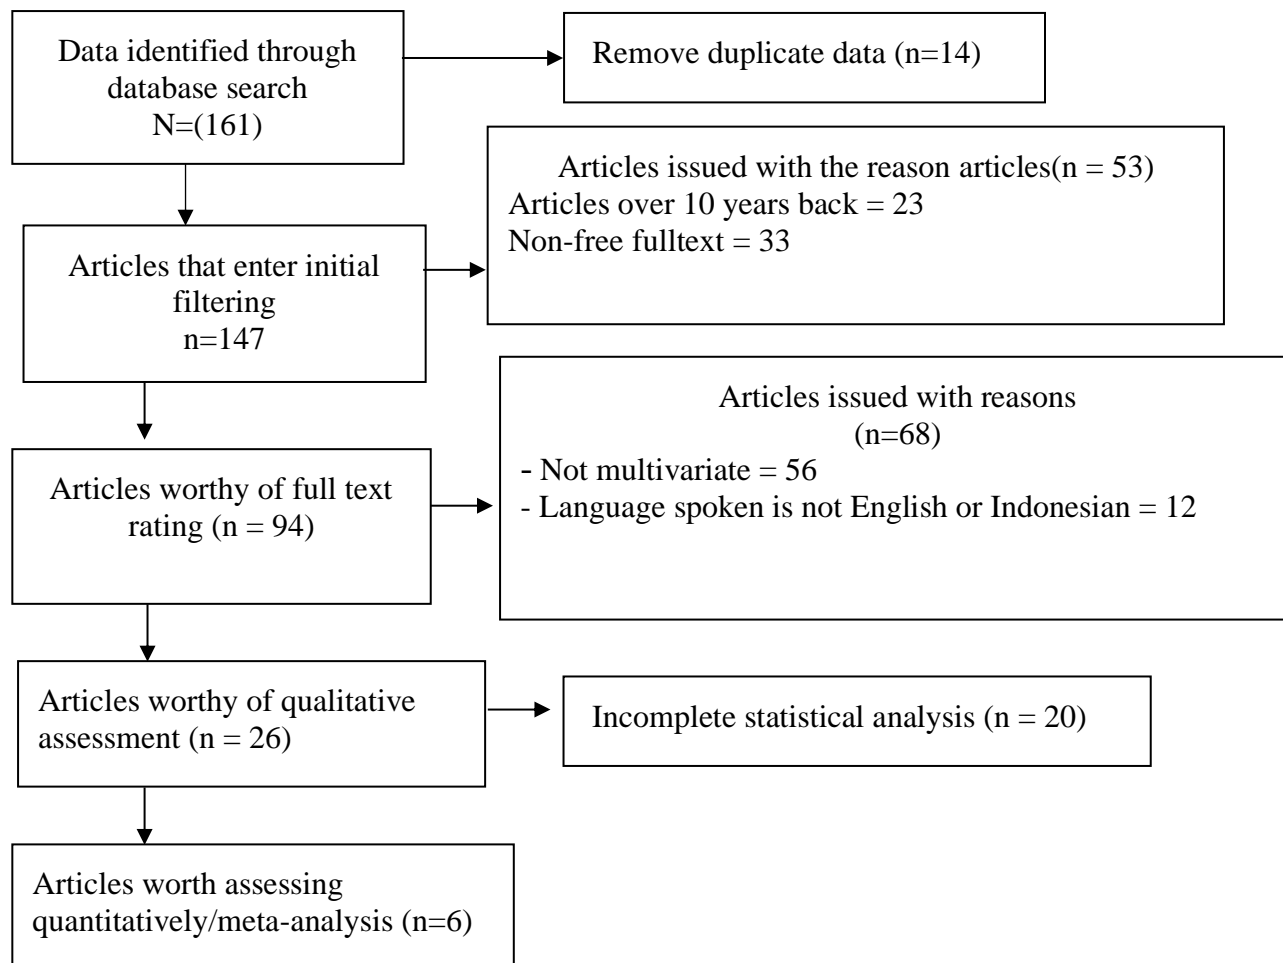 Data identified through
database search
N=(161)
Remove duplicate data (n=14)
Articles issued with the reason articles(n = 53)
Articles over 10 years back = 23
Non-free fulltext = 33
Articles that enter initial
filtering
n=147
Articles issued with reasons
(n=68)
- Not multivariate = 56
- Language spoken is not English or Indonesian = 12
Articles worthy of full text
rating (n = 94)
Articles worthy of qualitative
assessment (n = 26)
Incomplete statistical analysis (n = 20)
Articles worth assessing
quantitatively/meta-analysis (n=6)